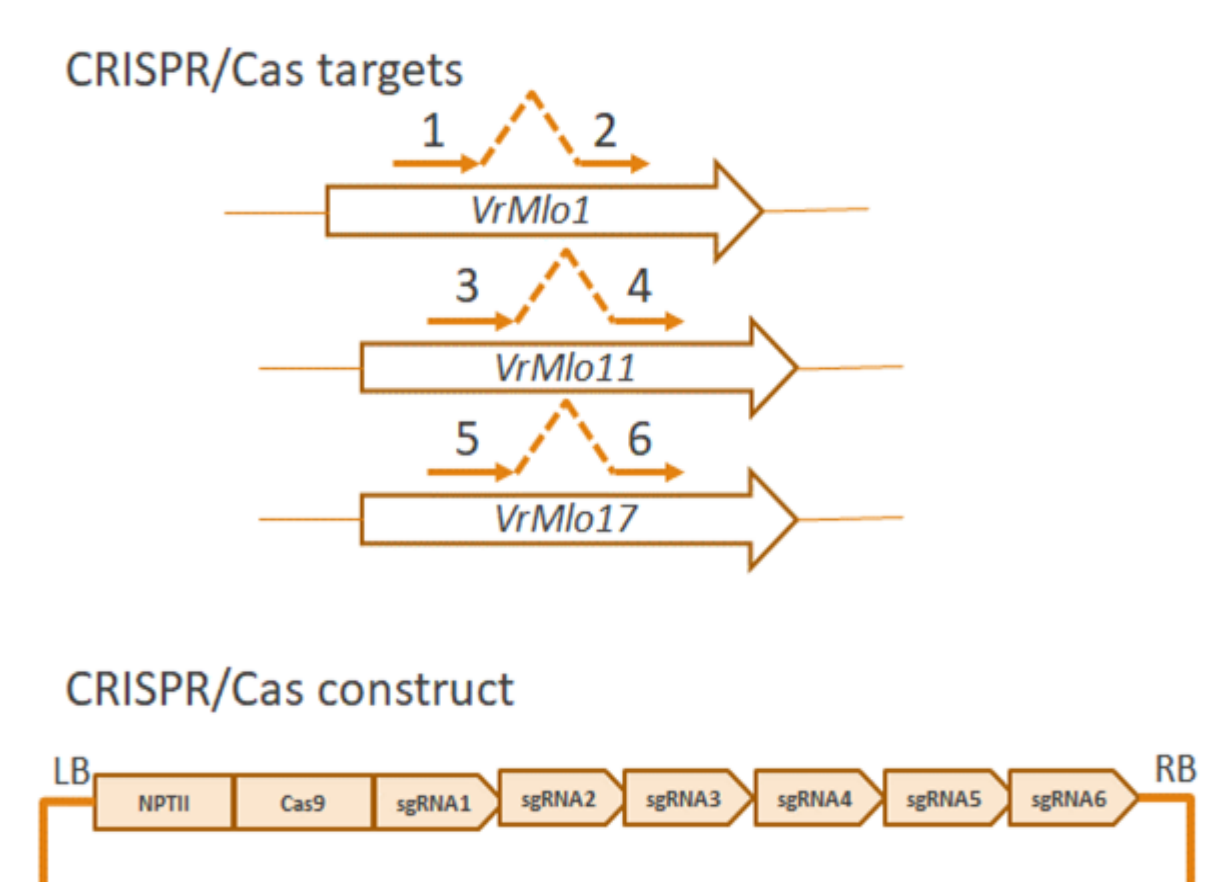 CRISPR/Cas targets
1 2
VrMlo1
3 4
VrMlo11
5 6
VrMlo17
CRISPR/Cas construct
LB RB
NPTII Cas9 sgRNA1 sgRNA2 sgRNA3 sgRNA4 sgRNA5 sgRNA6